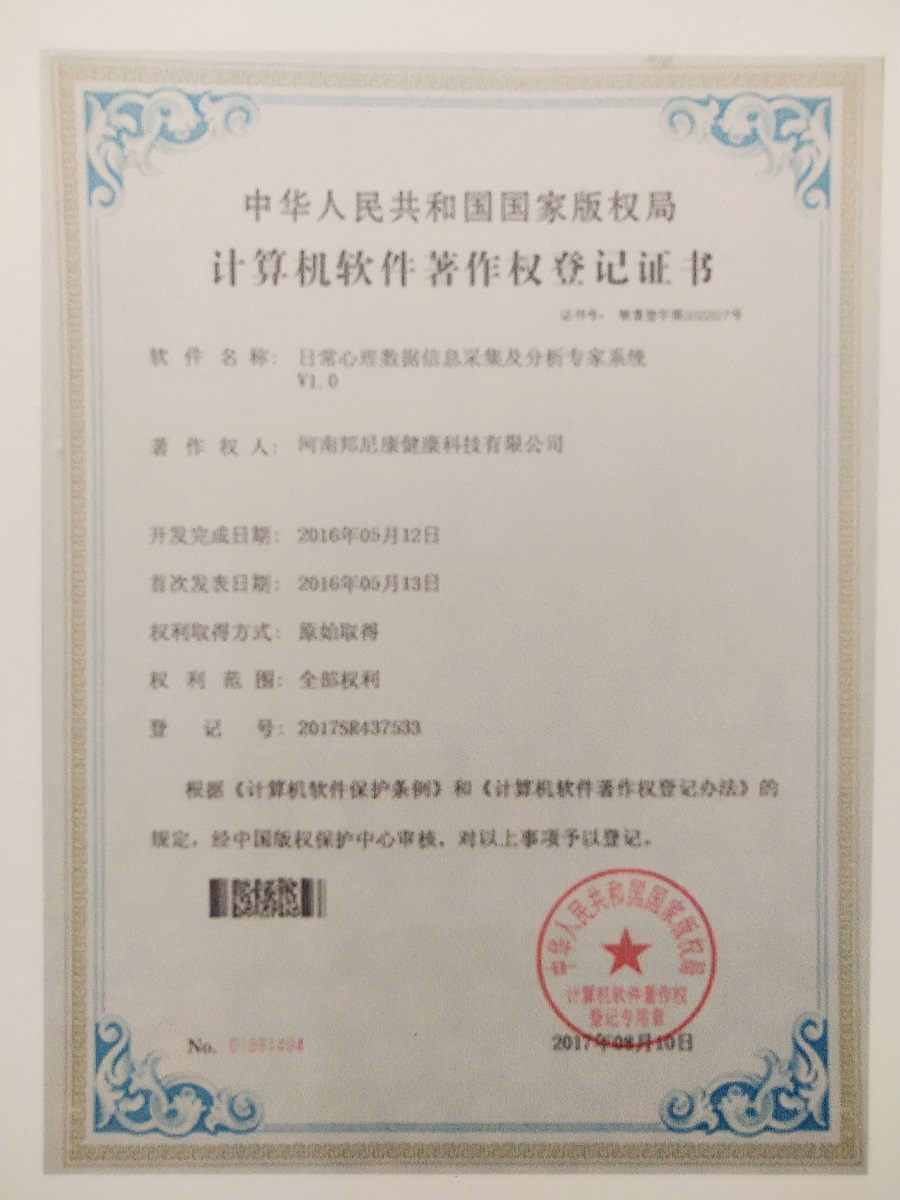 中华人民共和国国家版权局
计算机软件著作权登记证书
证书号： 软著登字第
软件名称： 日常心理数据信息采集及分析专家系统
V1.0
著作权人： 河南邦尼康健康科技有限公司
开发完成日期： 2016年05月12日
首次发表日期： 2016年05月13日
权利取得方式： 原始取得
权利范围： 全部权利
登记号： 2017SR437533
根据《计算机软件保护条例》和《计算机软件著作权登记办法》的
规定，经中国版权保护中心审核，对以上事项予以登记。
中华人民共和国国家版权局
计算机软件著作权
登记专用章
No.
2017年08月10日